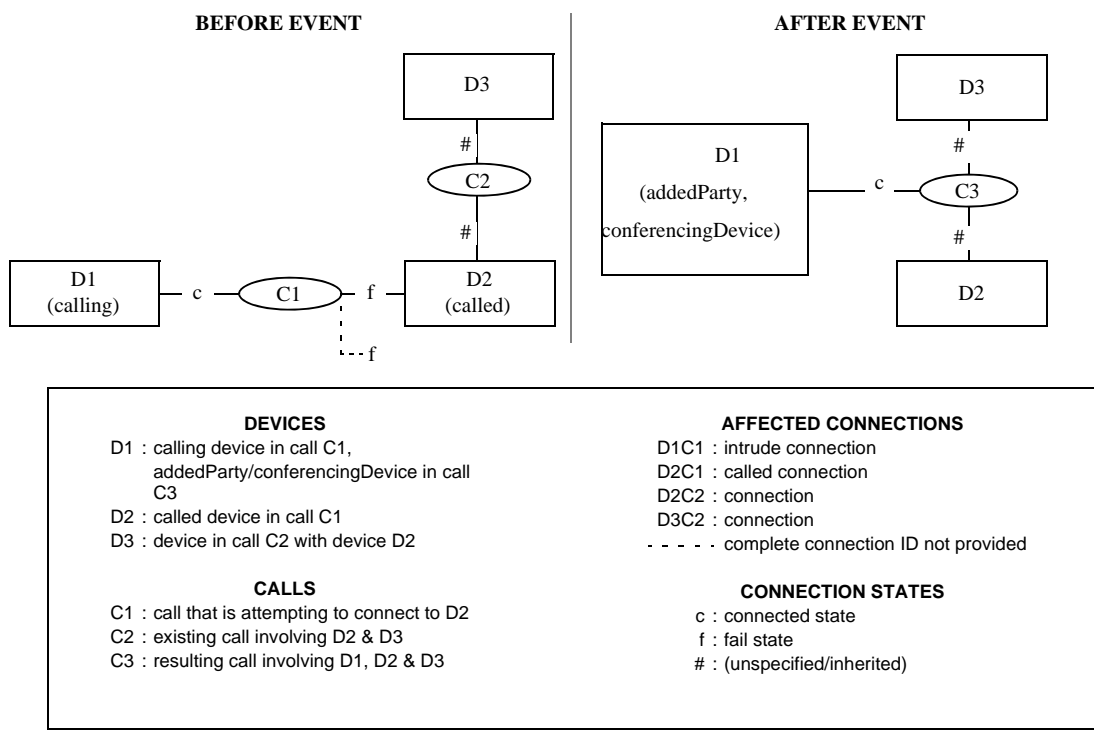 BEFORE EVENT
D3
#
C2
#
D1
(calling)
c
C1
f
D2
(called)
f
AFTER EVENT
D3
#
D1
(addedParty,
conferencingDevice)
c
C3
#
D2
DEVICES
D1 : calling device in call C1,
addedParty/conferencingDevice in call
C3
D2 : called device in call C1
D3 : device in call C2 with device D2
CALLS
C1 : call that is attempting to connect to D2
C2 : existing call involving D2 & D3
C3 : resulting call involving D1, D2 & D3
AFFECTED CONNECTIONS
D1C1 : intrude connection
D2C1 : called connection
D2C2 : connection
D3C2 : connection
- - - - - complete connection ID not provided
CONNECTION STATES
c : connected state
f : fail state
# : (unspecified/inherited)